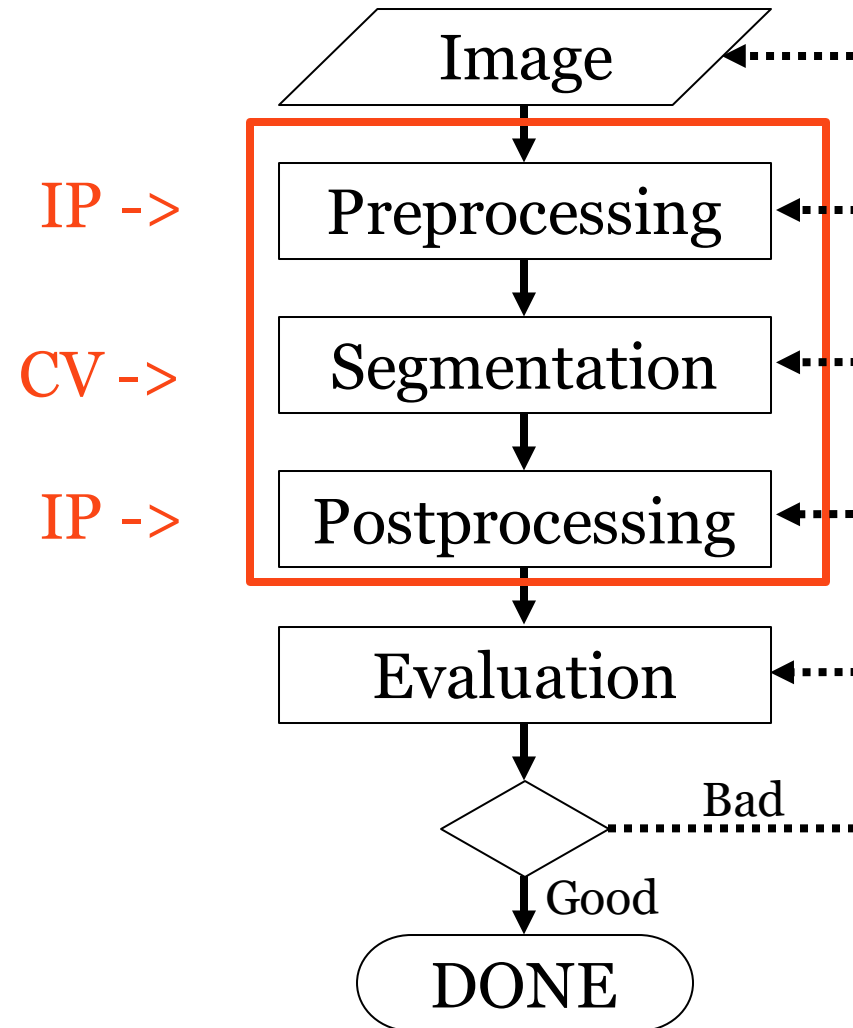 Image
IP ->
Preprocessing
CV ->
Segmentation
IP ->
Postprocessing
Evaluation
Bad
Good
DONE